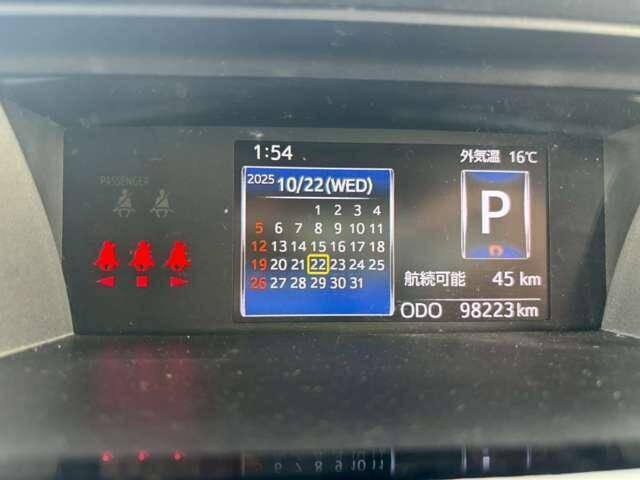 PASSENGER
1:54
外気温 16℃
2025 10/22(WED)
1 2 3 4
5 6 7 8 9 10 11
12 13 14 15 16 17 18
19 20 21 22 23 24 25
26 27 28 29 30 31
P
航続可能 45 km
ODO 98223 km